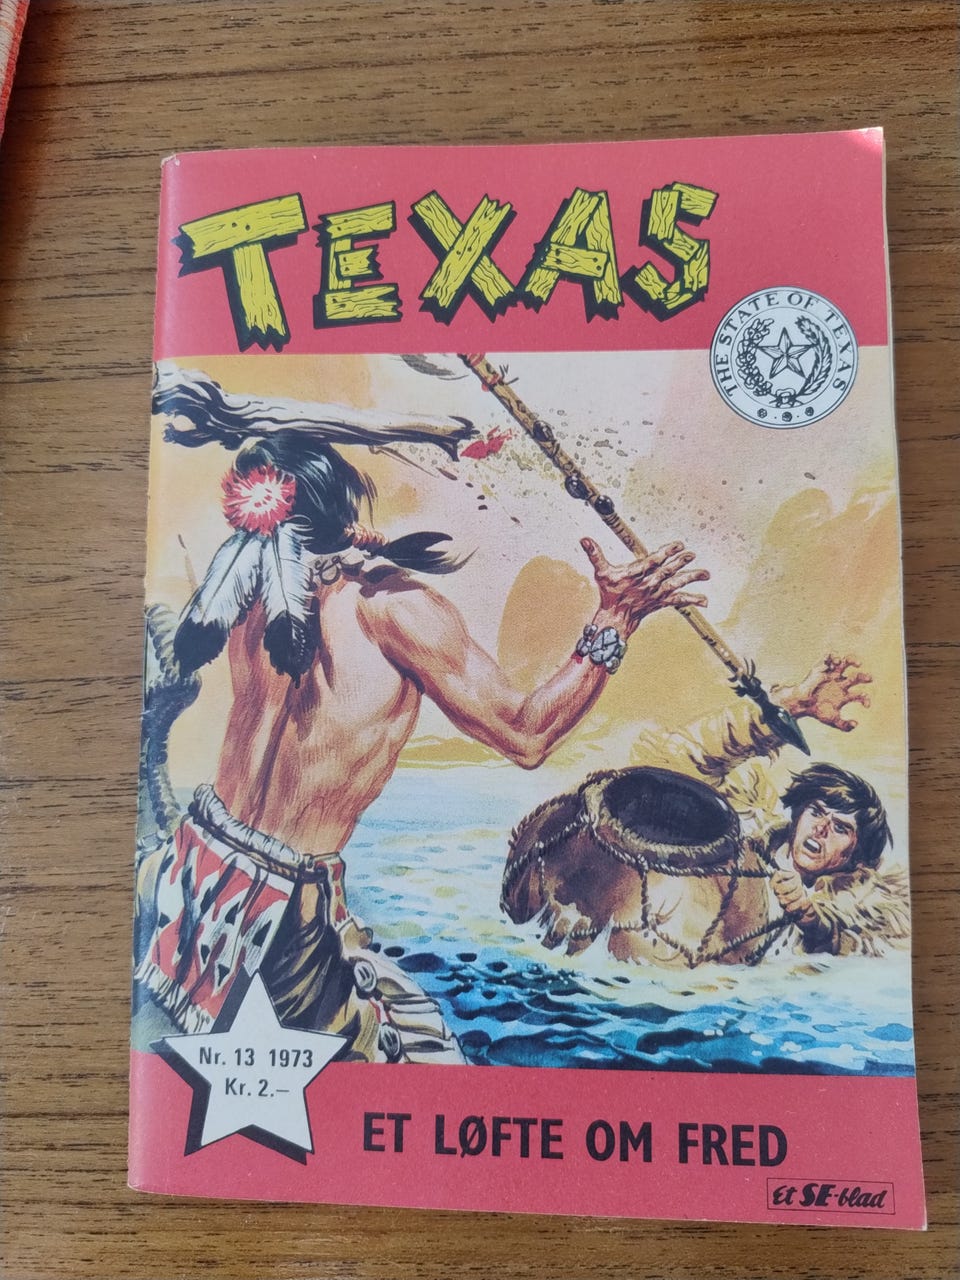 TEXAS
THE STATE OF TEXAS
Nr. 13 1973
Kr. 2.–
ET LØFTE OM FRED
Et SE-blad